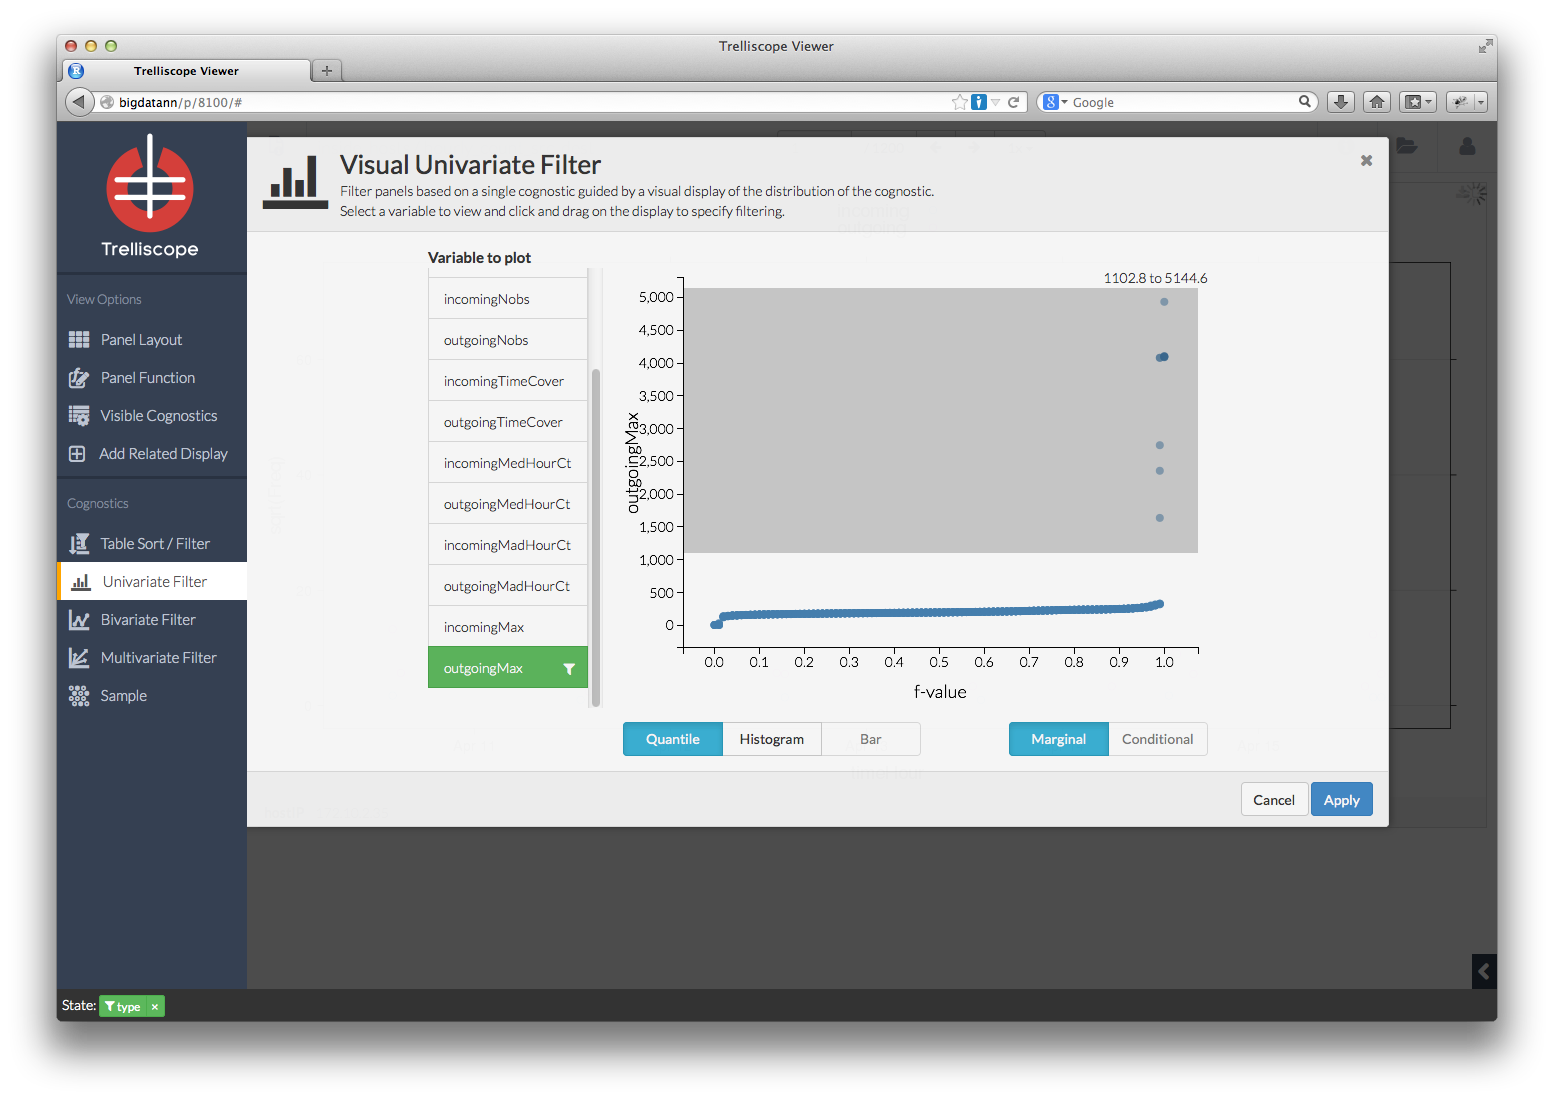 Trelliscope Viewer
Trelliscope Viewer
bigdatann/p/8100/#
Google
Trelliscope
View Options
Panel Layout
Panel Function
Visible Cognostics
Add Related Display
Cognostics
Table Sort / Filter
Univariate Filter
Bivariate Filter
Multivariate Filter
Sample
Visual Univariate Filter
Filter panels based on a single cognostic guided by a visual display of the distribution of the cognostic.
Select a variable to view and click and drag on the display to specify filtering.
Variable to plot
incomingNobs
outgoingNobs
incomingTimeCover
outgoingTimeCover
incomingMedHourCt
outgoingMedHourCt
incomingMadHourCt
outgoingMadHourCt
incomingMax
outgoingMax
1102.8 to 5144.6
5,000
4,500
4,000
3,500
3,000
2,500
2,000
1,500
1,000
500
0
outgoingMax
0.0 0.1 0.2 0.3 0.4 0.5 0.6 0.7 0.8 0.9 1.0
f-value
Quantile Histogram Bar
Marginal Conditional
Cancel Apply
State: type ×